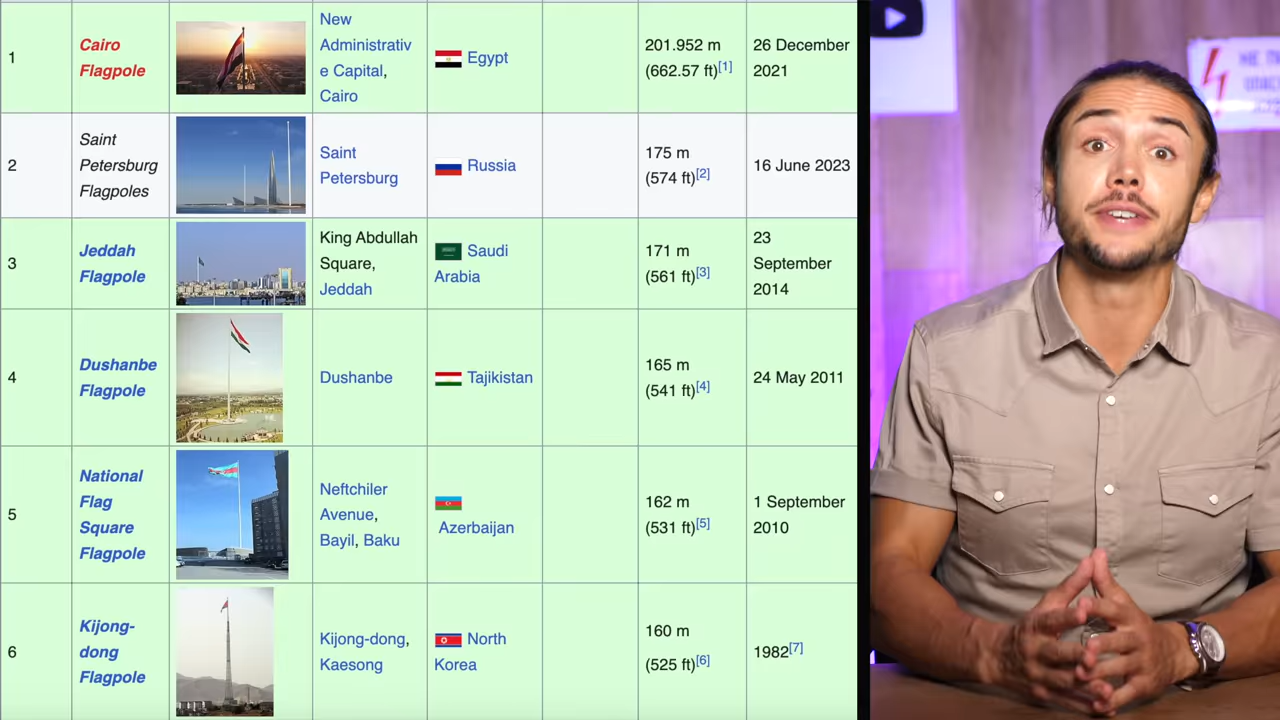 1
Cairo
Flagpole
New
Administrativ
e Capital,
Cairo
Egypt
201.952 m
(662.57 ft)[1]
26 December
2021
2
Saint
Petersburg
Flagpoles
Saint
Petersburg
Russia
175 m
(574 ft)[2]
16 June 2023
3
Jeddah
Flagpole
King Abdullah
Square,
Jeddah
Saudi
Arabia
171 m
(561 ft)[3]
23
September
2014
4
Dushanbe
Flagpole
Dushanbe
Tajikistan
165 m
(541 ft)[4]
24 May 2011
5
National
Flag
Square
Flagpole
Neftchiler
Avenue,
Bayil, Baku
Azerbaijan
162 m
(531 ft)[5]
1 September
2010
6
Kijong-
dong
Flagpole
Kijong-dong,
Kaesong
North
Korea
160 m
(525 ft)[6]
1982[7]